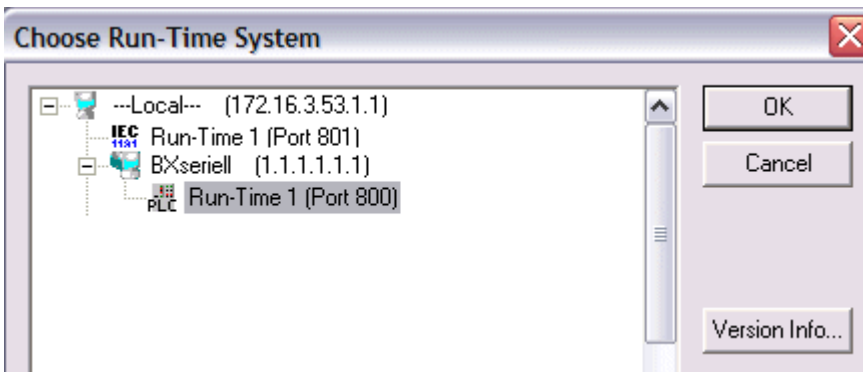 Choose Run-Time System
---Local--- (172.16.3.53.1.1)
IEC 1131 Run-Time 1 (Port 801)
BXseriell (1.1.1.1.1.1)
PLC Run-Time 1 (Port 800)
OK
Cancel
Version Info...